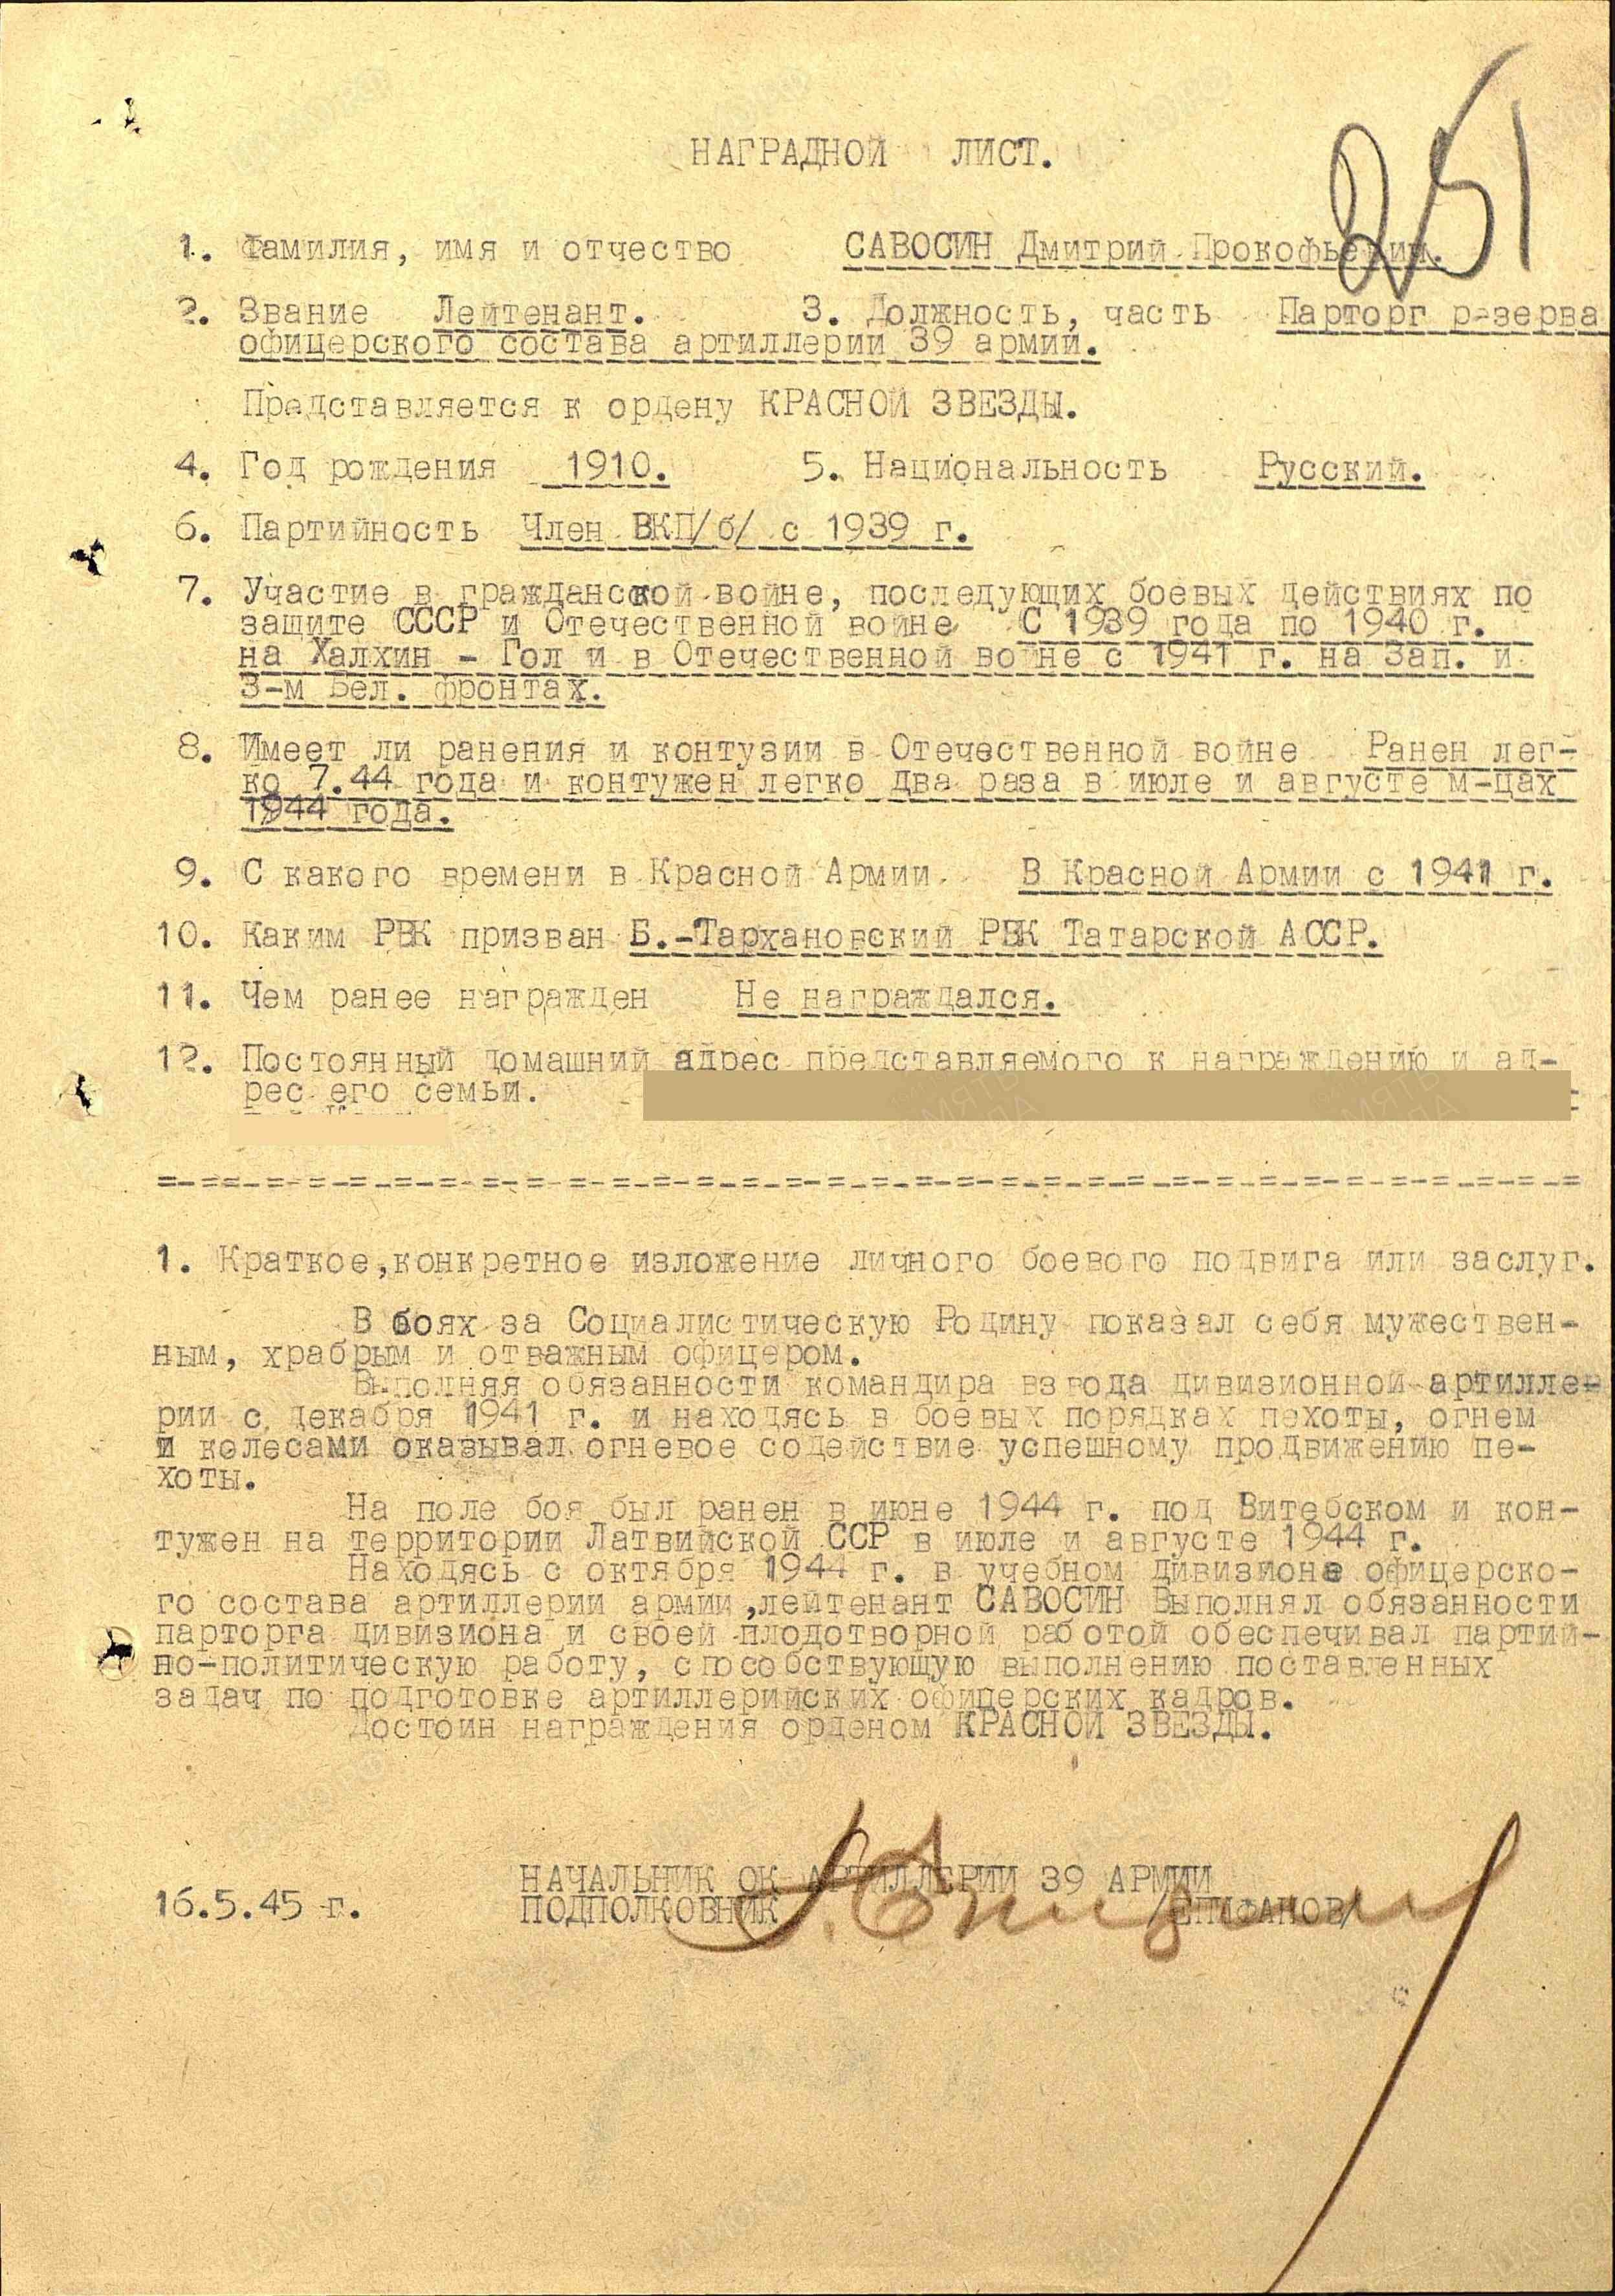 251
НАГРАДНОЙ ЛИСТ.
1. Фамилия, имя и отчество САВОСИН Дмитрий Прокофьевич.
2. Звание Лейтенант. 3. Должность, часть Парторг резерва
офицерского состава артиллерии 39 армии.
Представляется к ордену КРАСНОЙ ЗВЕЗДЫ.
4. Год рождения 1910. 5. Национальность Русский.
6. Партийность Член ВКП/б/ с 1939 г.
7. Участие в гражданской войне, последующих боевых действиях по
защите СССР и Отечественной войне С 1939 года по 1940 г.
на Халхин - Гол и в Отечественной войне с 1941 г. на Зап. и
3-м Бел. фронтах.
8. Имеет ли ранения и контузии в Отечественной войне Ранен лег-
ко 7.44 года и контужен легко два раза в июле и августе м-цах
1944 года.
9. С какого времени в Красной Армии. В Красной Армии с 1941 г.
10. Каким РВК призван Б.-Тархановский РВК Татарской АССР.
11. Чем ранее награжден Не награждался.
12. Постоянный домашний адрес представляемого к награждению и ад-
рес его семьи.
=-=-=-=-=-=-=-=-=-=-=-=-=-=-=-=-=-=-=-=-=-=-=-=-=-=-=-=-=-=-=-=-=
1. Краткое,конкретное изложение личного боевого подвига или заслуг.
В боях за Социалистическую Родину показал себя мужествен-
ным, храбрым и отважным офицером.
Выполняя обязанности командира взвода дивизионной артилле-
рии с декабря 1941 г. и находясь в боевых порядках пехоты, огнем
и колесами оказывал огневое содействие успешному продвижению пе-
хоты.
На поле боя был ранен в июне 1944 г. под Витебском и кон-
тужен на территории Латвийской ССР в июле и августе 1944 г.
Находясь с октября 1944 г. в учебном дивизионе офицерско-
го состава артиллерии армии,лейтенант САВОСИН Выполнял обязанности
парторга дивизиона и своей плодотворной работой обеспечивал партий-
но-политическую работу, способствующую выполнению поставленных
задач по подготовке артиллерийских офицерских кадров.
Достоин награждения орденом КРАСНОЙ ЗВЕЗДЫ.
НАЧАЛЬНИК ОК АРТИЛЛЕРИИ 39 АРМИИ
16.5.45 г. ПОДПОЛКОВНИК /ЕПИФАНОВ/